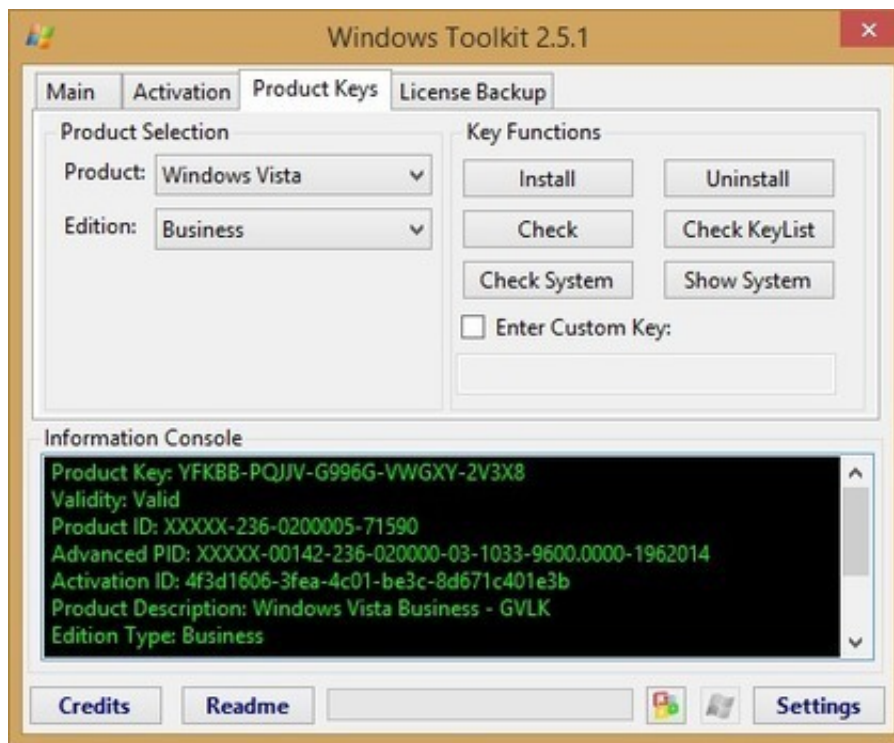 Windows Toolkit 2.5.1
Main Activation Product Keys License Backup
Product Selection
Product: Windows Vista
Edition: Business
Key Functions
Install Uninstall
Check Check KeyList
Check System Show System
Enter Custom Key:
Information Console
Product Key: YFKBB-PQJJV-G996G-VWGXY-2V3X8
Validity: Valid
Product ID: XXXXX-236-0200005-71590
Advanced PID: XXXXX-00142-236-020000-03-1033-9600.0000-1962014
Activation ID: 4f3d1606-3fea-4c01-be3c-8d671c401e3b
Product Description: Windows Vista Business - GVLK
Edition Type: Business
Credits Readme Settings